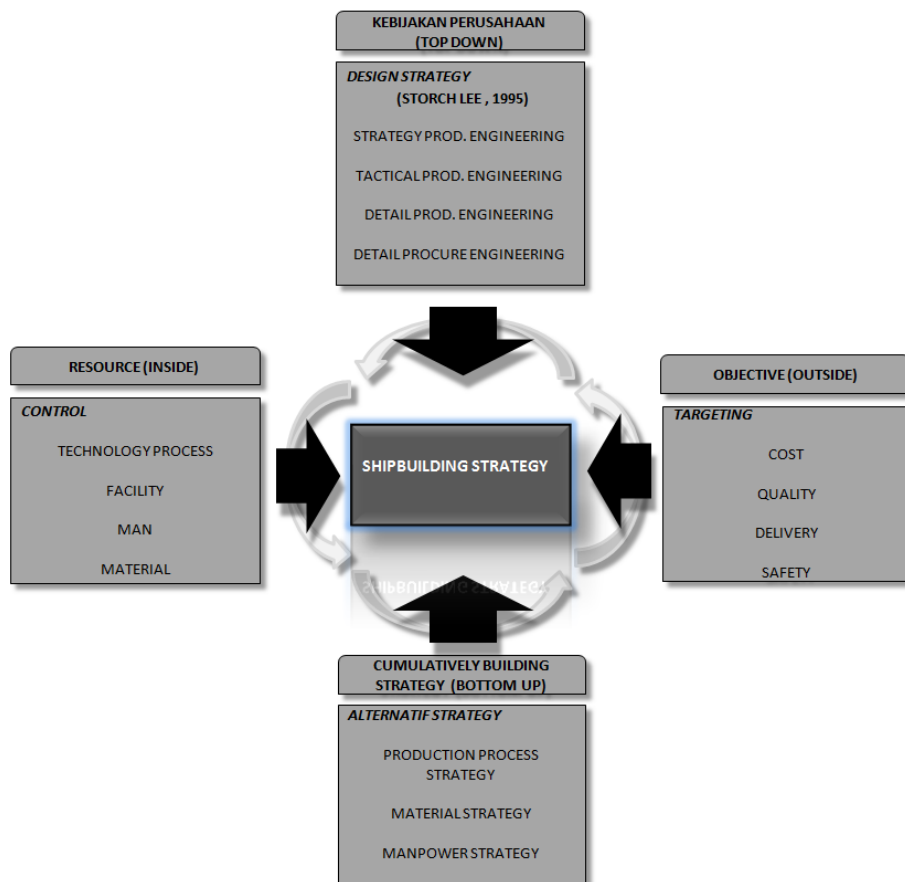 KEBIJAKAN PERUSAHAAN
(TOP DOWN)
DESIGN STRATEGY
(STORCH LEE , 1995)
STRATEGY PROD. ENGINEERING
TACTICAL PROD. ENGINEERING
DETAIL PROD. ENGINEERING
DETAIL PROCURE ENGINEERING
RESOURCE (INSIDE)
CONTROL
TECHNOLOGY PROCESS
FACILITY
MAN
MATERIAL
SHIPBUILDING STRATEGY
OBJECTIVE (OUTSIDE)
TARGETING
COST
QUALITY
DELIVERY
SAFETY
CUMULATIVELY BUILDING
STRATEGY (BOTTOM UP)
ALTERNATIF STRATEGY
PRODUCTION PROCESS
STRATEGY
MATERIAL STRATEGY
MANPOWER STRATEGY